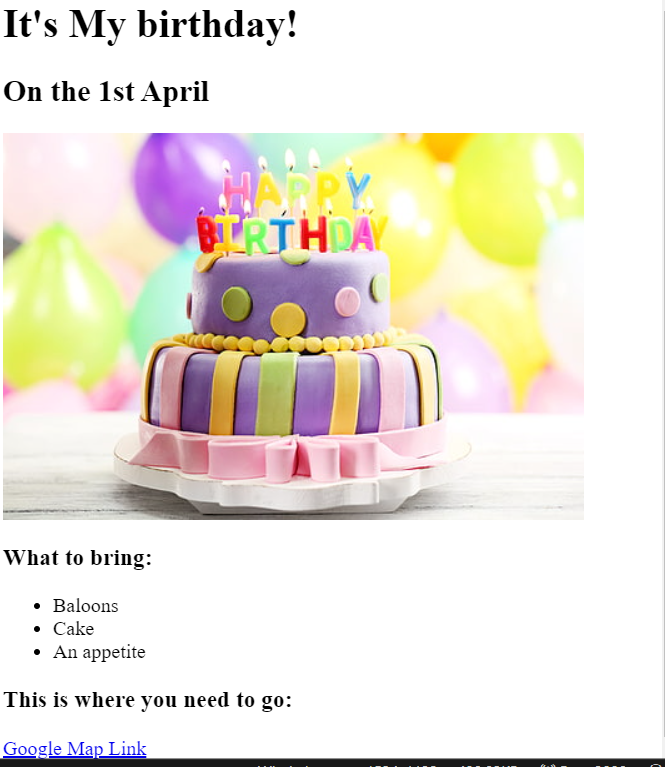 It's My birthday!
On the 1st April
HAPPY
BIRTHDAY
What to bring:
Baloons
Cake
An appetite
This is where you need to go:
Google Map Link